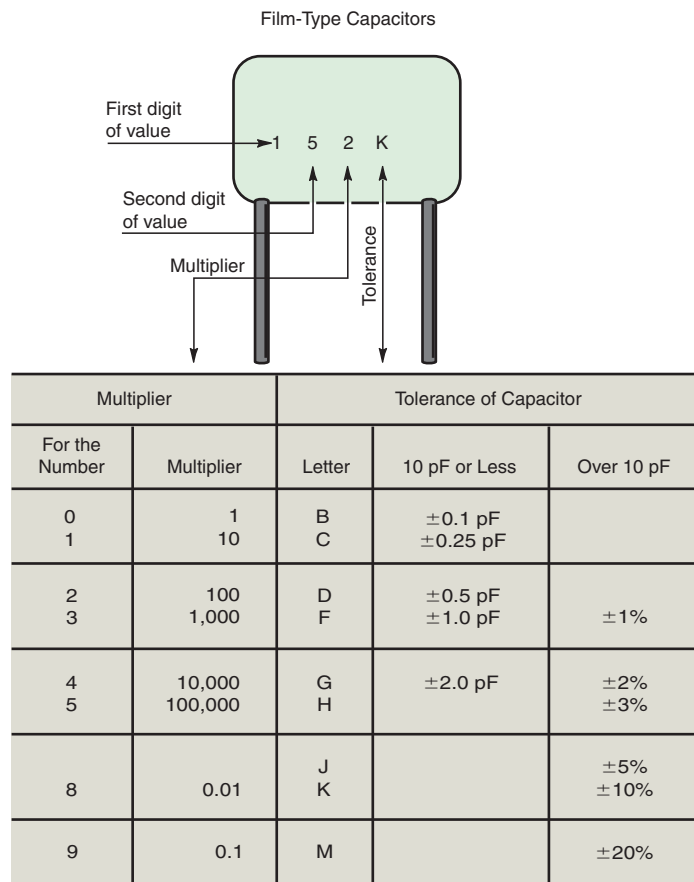 Film-Type Capacitors
First digit
of value
1 5 2 K
Second digit
of value
Multiplier
Tolerance
Multiplier Tolerance of Capacitor
For the
Number Multiplier Letter 10 pF or Less Over 10 pF
0 1 B ±0.1 pF
1 10 C ±0.25 pF
2 100 D ±0.5 pF
3 1,000 F ±1.0 pF ±1%
4 10,000 G ±2.0 pF ±2%
5 100,000 H ±3%
J ±5%
8 0.01 K ±10%
9 0.1 M ±20%